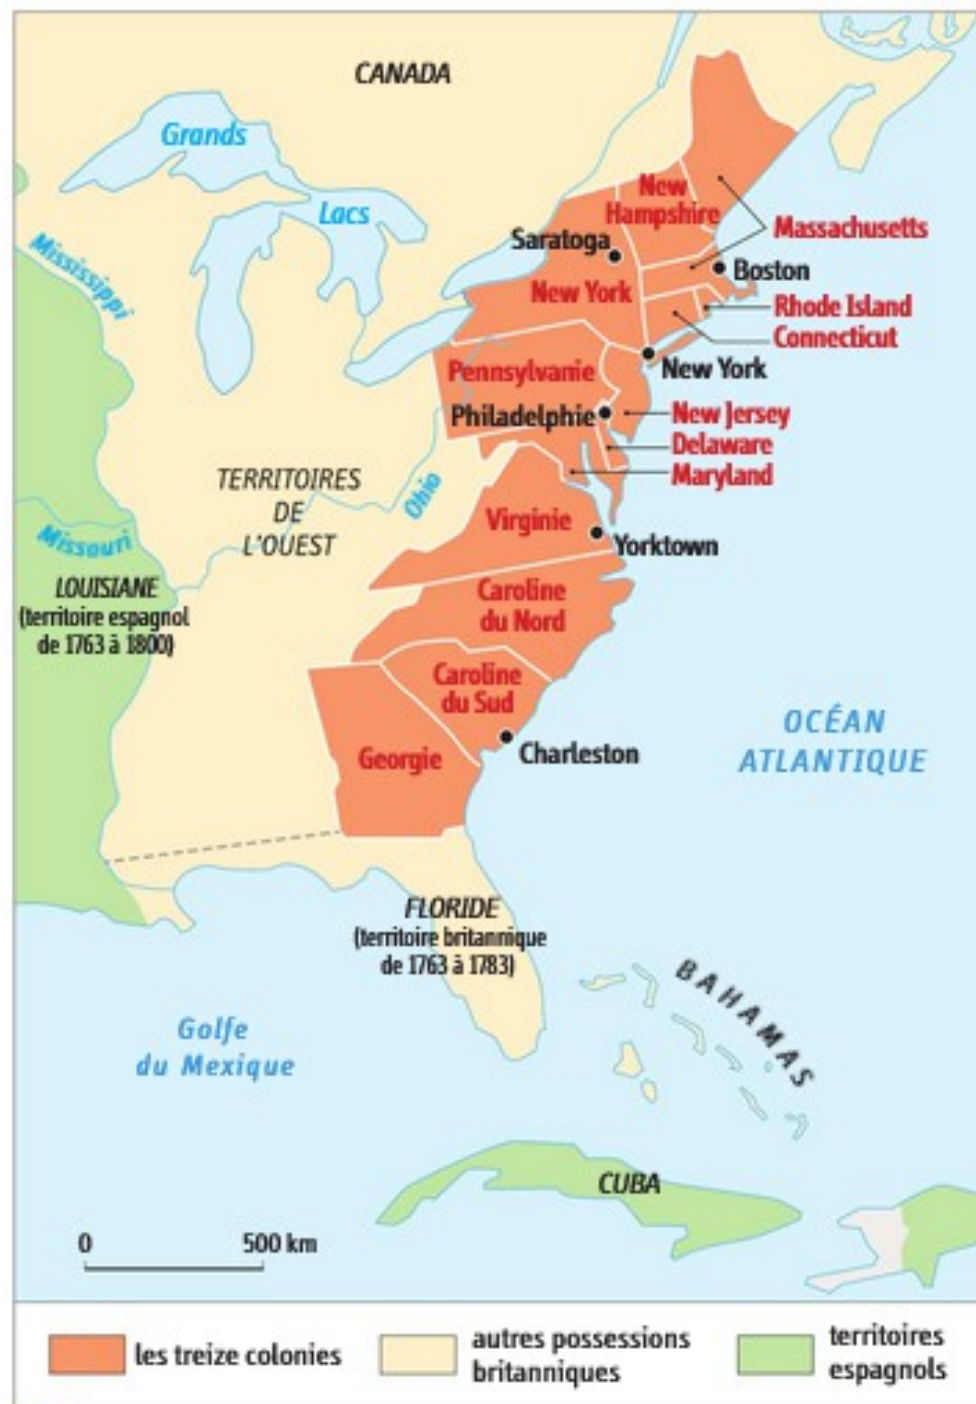 CANADA
Grands
Lacs
Mississippi
New
Hampshire
Massachusetts
Saratoga
Boston
New York
Rhode Island
Connecticut
New York
Pennsylvanie
Philadelphie
New Jersey
Delaware
Maryland
TERRITOIRES
DE
L'OUEST
Ohio
Missouri
Virginie
Yorktown
LOUISIANE
(territoire espagnol
de 1763 à 1800)
Caroline
du Nord
Caroline
du Sud
Georgie
Charleston
OCÉAN
ATLANTIQUE
FLORIDE
(territoire britannique
de 1763 à 1783)
BAHAMAS
Golfe
du Mexique
CUBA
0 500 km
les treize colonies
autres possessions
britanniques
territoires
espagnols